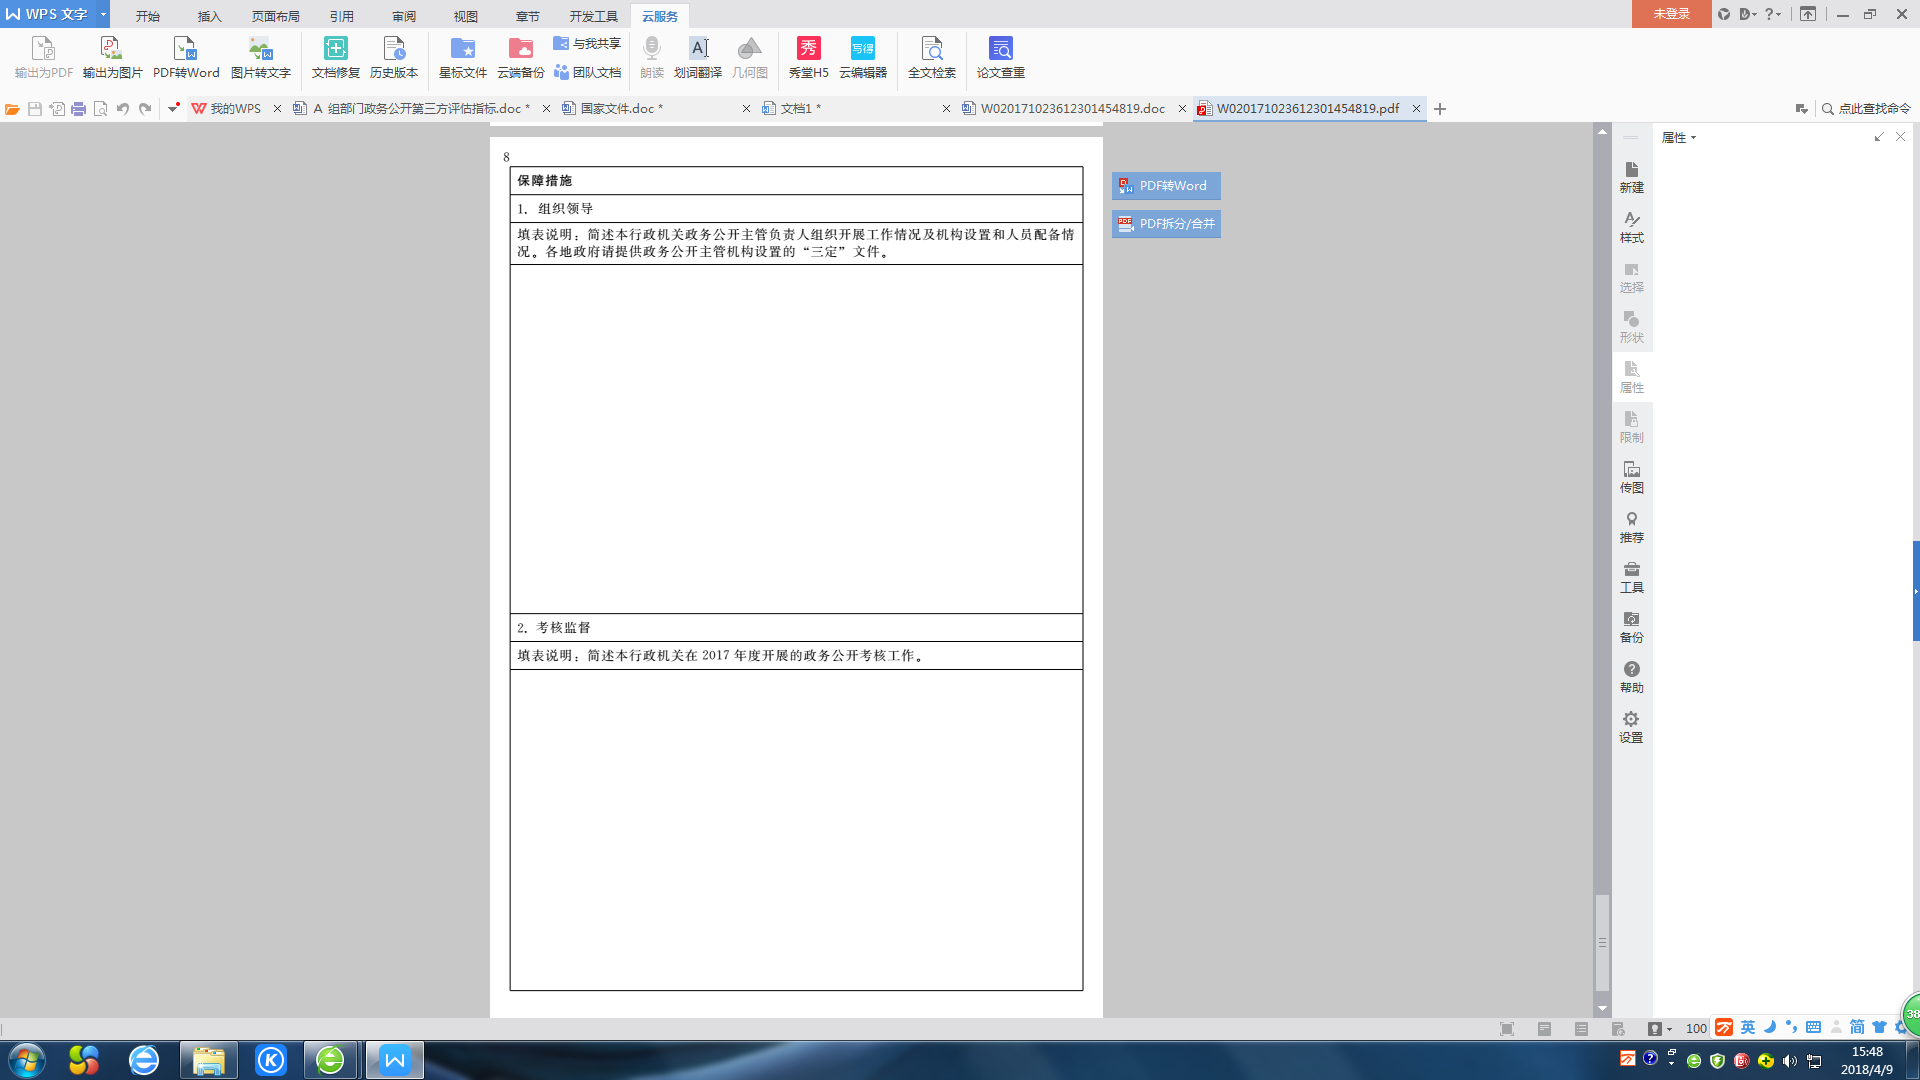 WPS 文字
开始 插入 页面布局 引用 审阅 视图 章节 开发工具 云服务
未登录
输出为PDF 输出为图片 PDF转Word 图片转文字 文档修复 历史版本 星标文件 云端备份 与我共享 团队文档 朗读 划词翻译 几何图 秀堂H5 云编辑器 全文检索 论文查重
我的WPS A 组部门政务公开第三方评估指标.doc * 国家文件.doc * 文档1 * W020171023612301454819.doc W020171023612301454819.pdf 点此查找命令
8
保障措施
1. 组织领导
填表说明：简述本行政机关政务公开主管负责人组织开展工作情况及机构设置和人员配备情
况。各地政府请提供政务公开主管机构设置的“三定”文件。
2. 考核监督
填表说明：简述本行政机关在 2017 年度开展的政务公开考核工作。
PDF转Word
PDF拆分/合并
属性
新建
样式
选择
形状
属性
限制
传图
推荐
工具
备份
帮助
设置
38
100 英 简
15:48
2018/4/9